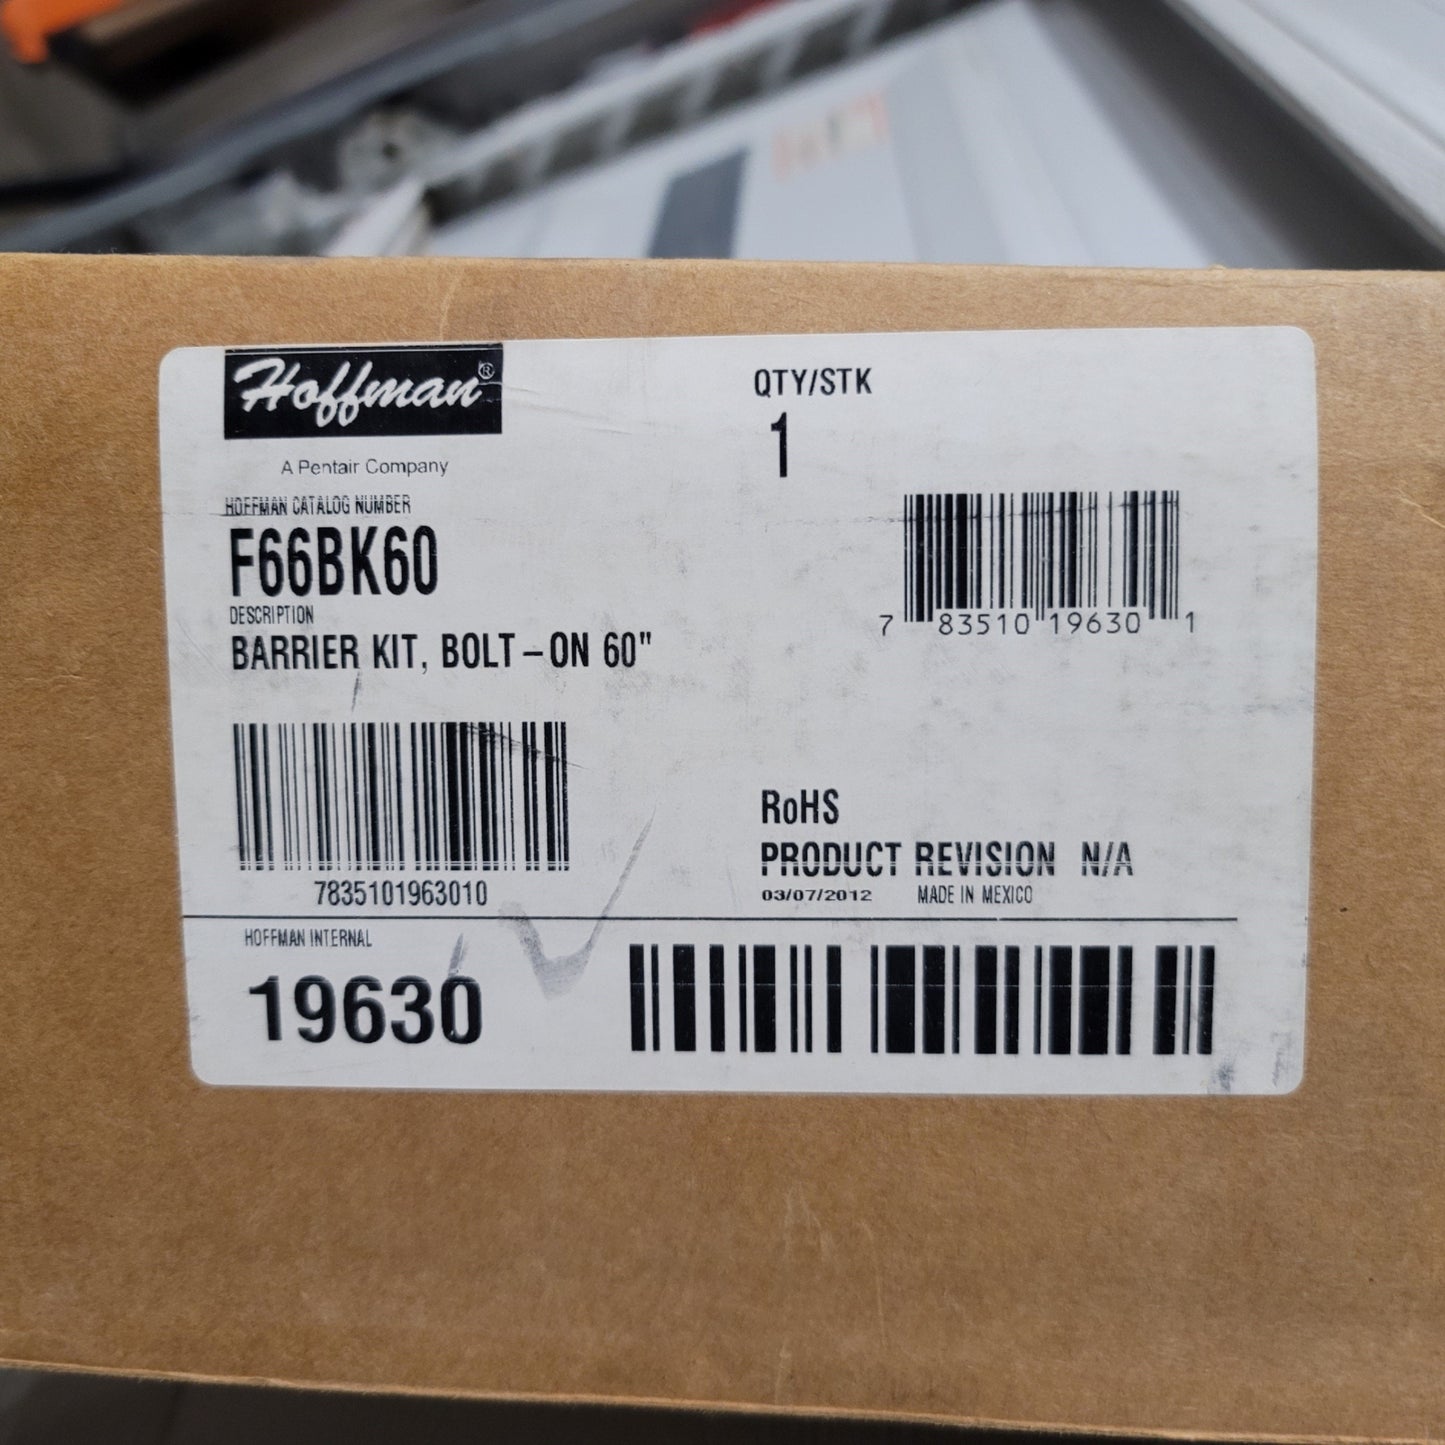 Hoffman®
A Pentair Company
QTY/STK
1
HOFFMAN CATALOG NUMBER
F66BK60
DESCRIPTION
BARRIER KIT, BOLT-ON 60"
7 83510 19630 1
7835101963010
RoHS
PRODUCT REVISION N/A
03/07/2012 MADE IN MEXICO
HOFFMAN INTERNAL
19630